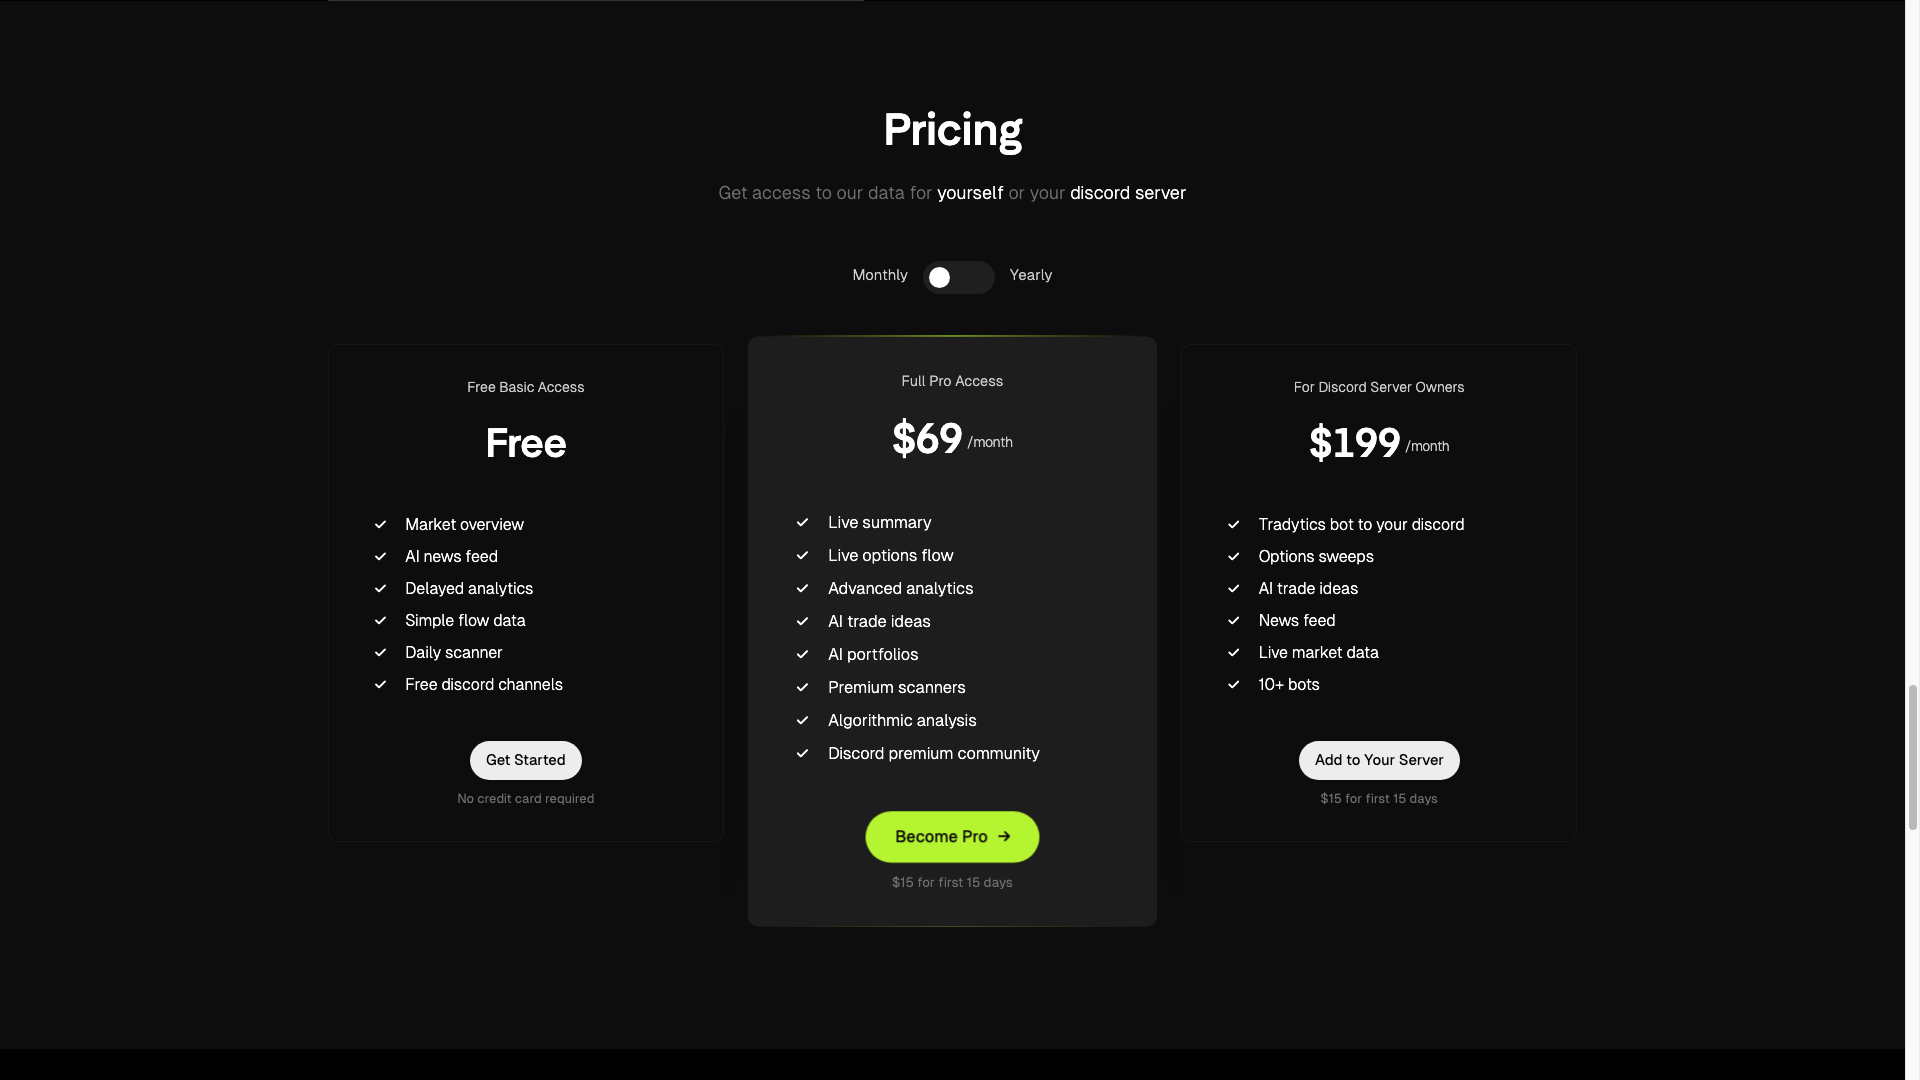 Pricing
Get access to our data for yourself or your discord server
Monthly
Yearly
Free Basic Access
Free
Market overview
AI news feed
Delayed analytics
Simple flow data
Daily scanner
Free discord channels
Get Started
No credit card required
Full Pro Access
$69 /month
Live summary
Live options flow
Advanced analytics
AI trade ideas
AI portfolios
Premium scanners
Algorithmic analysis
Discord premium community
Become Pro
$15 for first 15 days
For Discord Server Owners
$199 /month
Tradytics bot to your discord
Options sweeps
AI trade ideas
News feed
Live market data
10+ bots
Add to Your Server
$15 for first 15 days